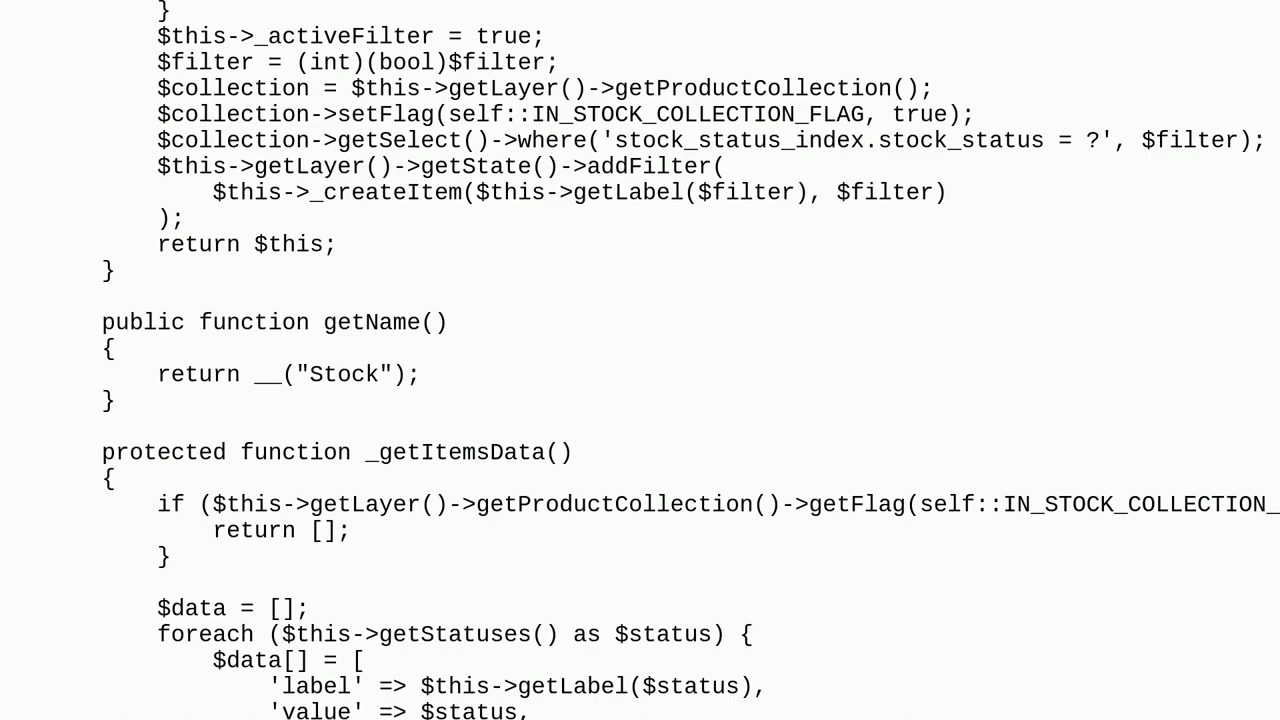 }
$this->_activeFilter = true;
$filter = (int)(bool)$filter;
$collection = $this->getLayer()->getProductCollection();
$collection->setFlag(self::IN_STOCK_COLLECTION_FLAG, true);
$collection->getSelect()->where('stock_status_index.stock_status = ?', $filter);
$this->getLayer()->getState()->addFilter(
$this->_createItem($this->getLabel($filter), $filter)
);
return $this;
}
public function getName()
{
return __("Stock");
}
protected function _getItemsData()
{
if ($this->getLayer()->getProductCollection()->getFlag(self::IN_STOCK_COLLECTION_
return [];
}
$data = [];
foreach ($this->getStatuses() as $status) {
$data[] = [
'label' => $this->getLabel($status),
'value' => $status,